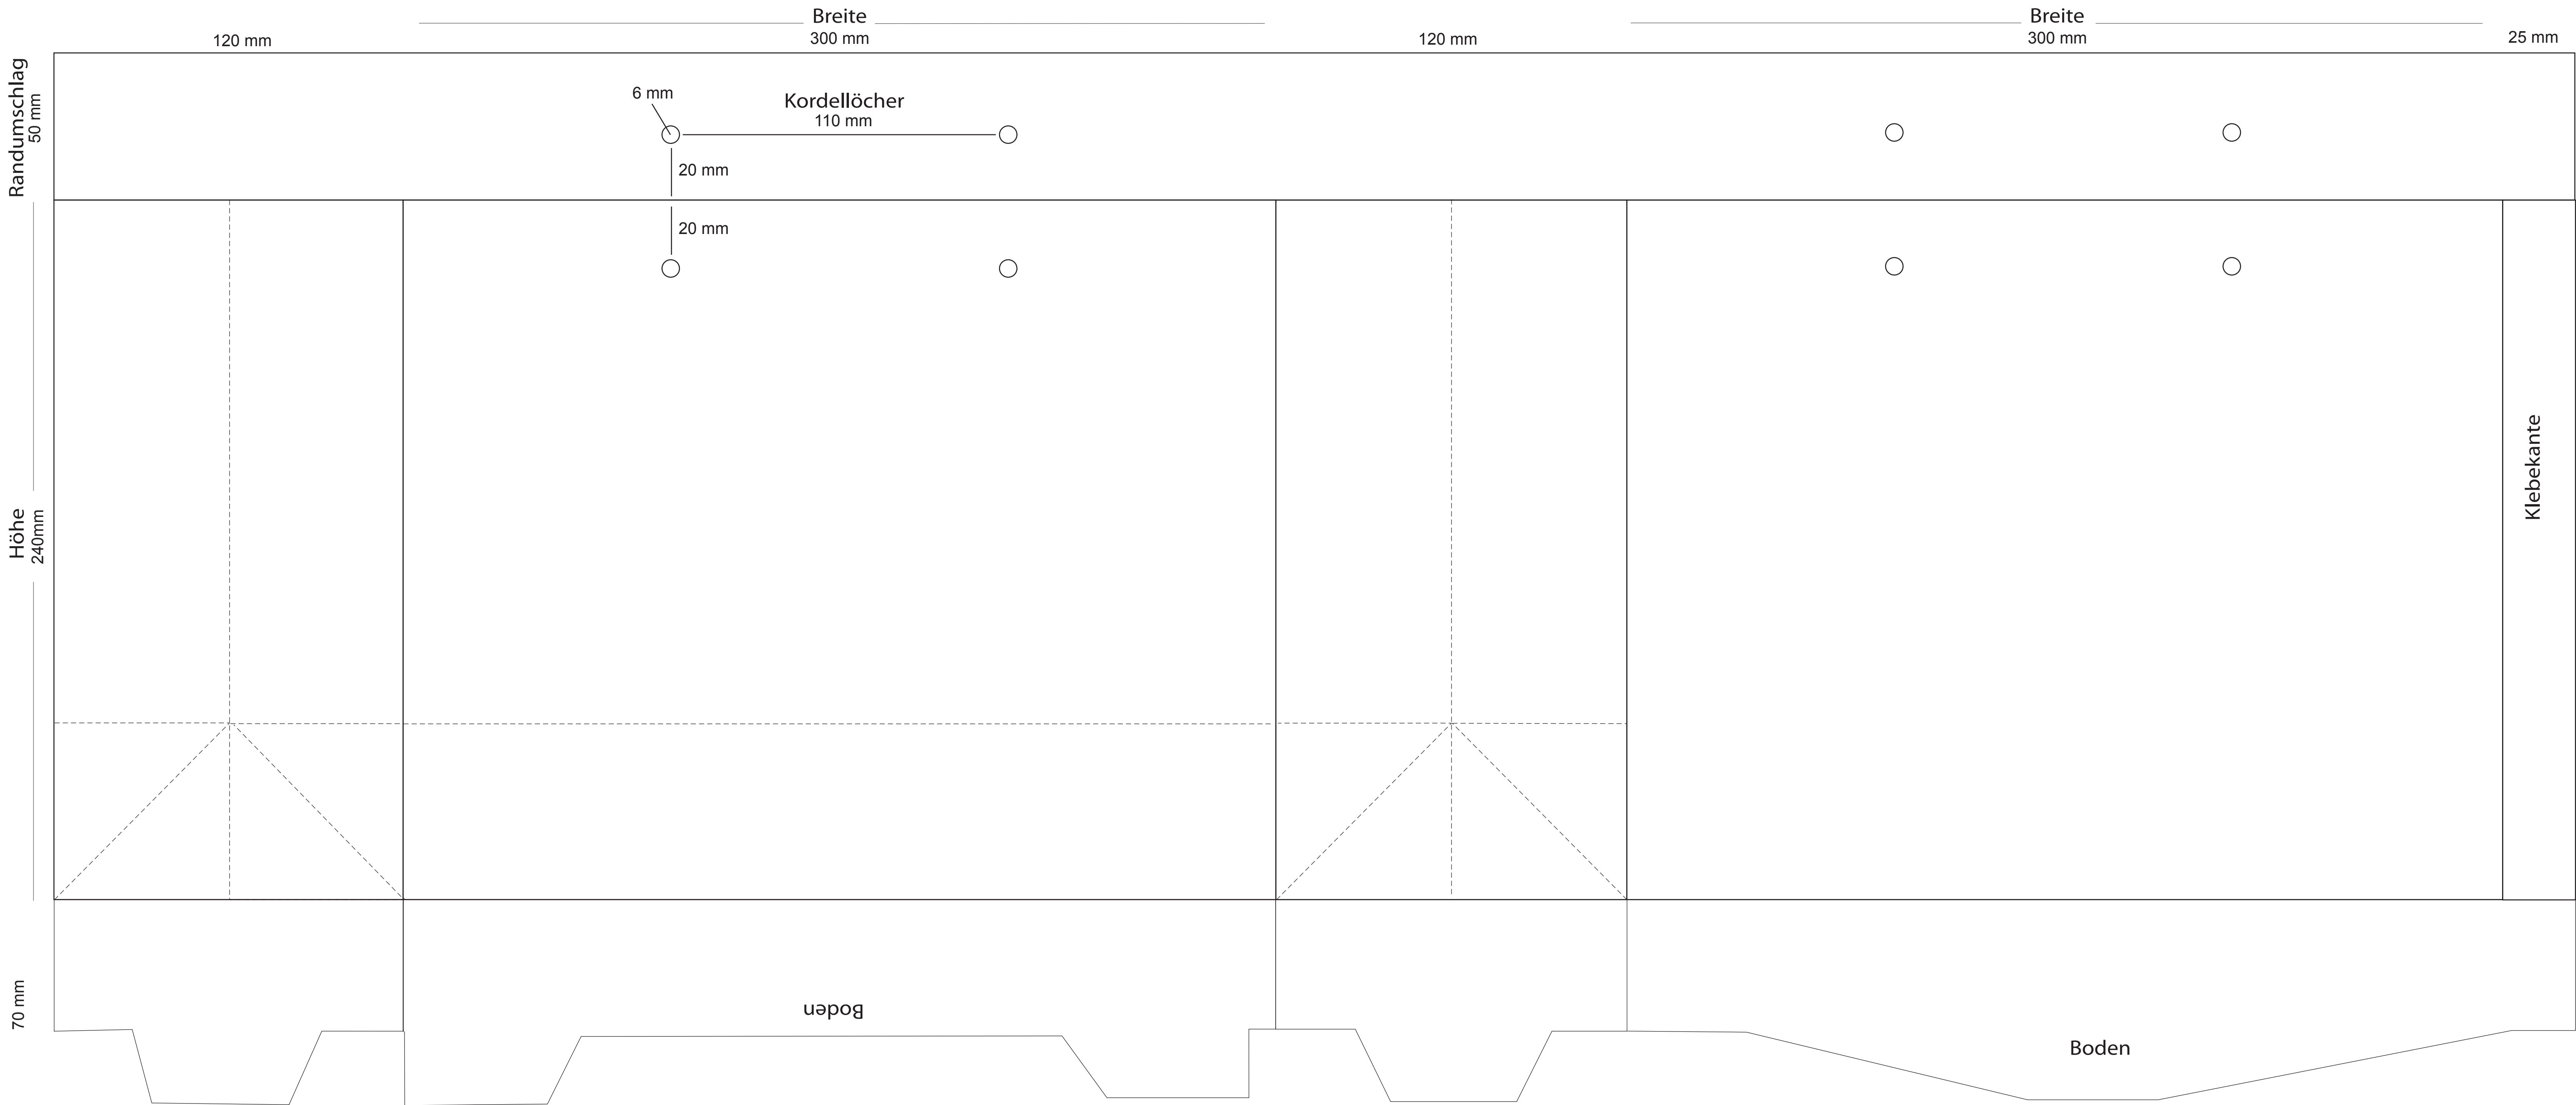 Breite
300 mm
Breite
300 mm
120 mm
120 mm
25 mm
Randumschlag
50 mm
6 mm
Kordellöcher
110 mm
20 mm
20 mm
Höhe
240mm
Klebekante
70 mm
Boden
Boden